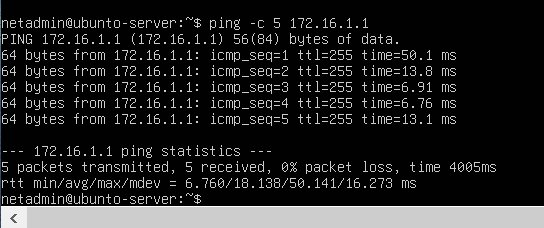 netadmin@ubunto-server:~$ ping -c 5 172.16.1.1
PING 172.16.1.1 (172.16.1.1) 56(84) bytes of data.
64 bytes from 172.16.1.1: icmp_seq=1 ttl=255 time=50.1 ms
64 bytes from 172.16.1.1: icmp_seq=2 ttl=255 time=13.8 ms
64 bytes from 172.16.1.1: icmp_seq=3 ttl=255 time=6.91 ms
64 bytes from 172.16.1.1: icmp_seq=4 ttl=255 time=6.76 ms
64 bytes from 172.16.1.1: icmp_seq=5 ttl=255 time=13.1 ms
--- 172.16.1.1 ping statistics ---
5 packets transmitted, 5 received, 0% packet loss, time 4005ms
rtt min/avg/max/mdev = 6.760/18.138/50.141/16.273 ms
netadmin@ubunto-server:~$